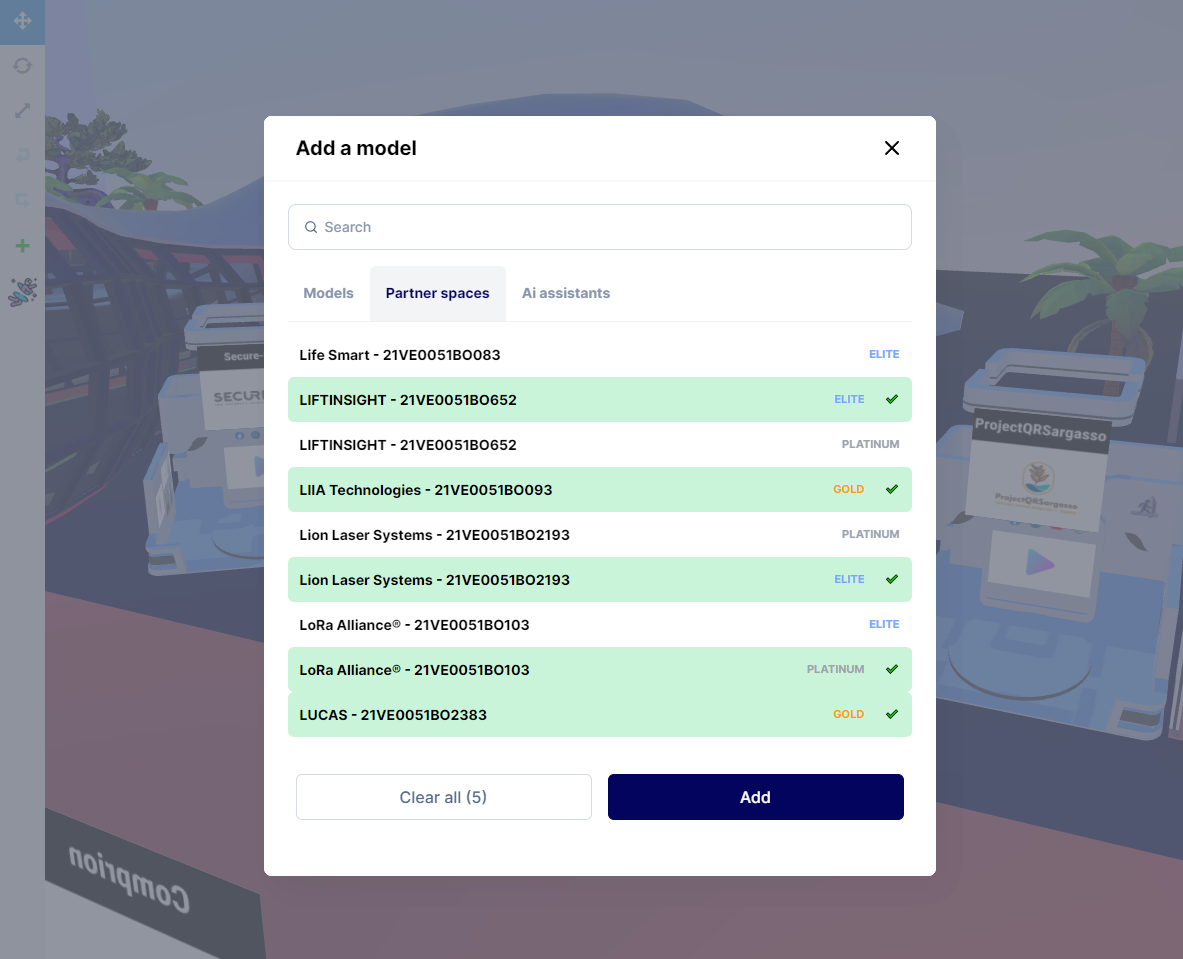 Add a model
Search
Models Partner spaces Ai assistants
Life Smart - 21VE0051BO083 ELITE
LIFTINSIGHT - 21VE0051BO652 ELITE
LIFTINSIGHT - 21VE0051BO652 PLATINUM
LIIA Technologies - 21VE0051BO093 GOLD
Lion Laser Systems - 21VE0051BO2193 PLATINUM
Lion Laser Systems - 21VE0051BO2193 ELITE
LoRa Alliance® - 21VE0051BO103 ELITE
LoRa Alliance® - 21VE0051BO103 PLATINUM
LUCAS - 21VE0051BO2383 GOLD
Clear all (5) Add
Secure-
SECURE
ProjectQRSargasso
ProjectQRSargasso
Comprion